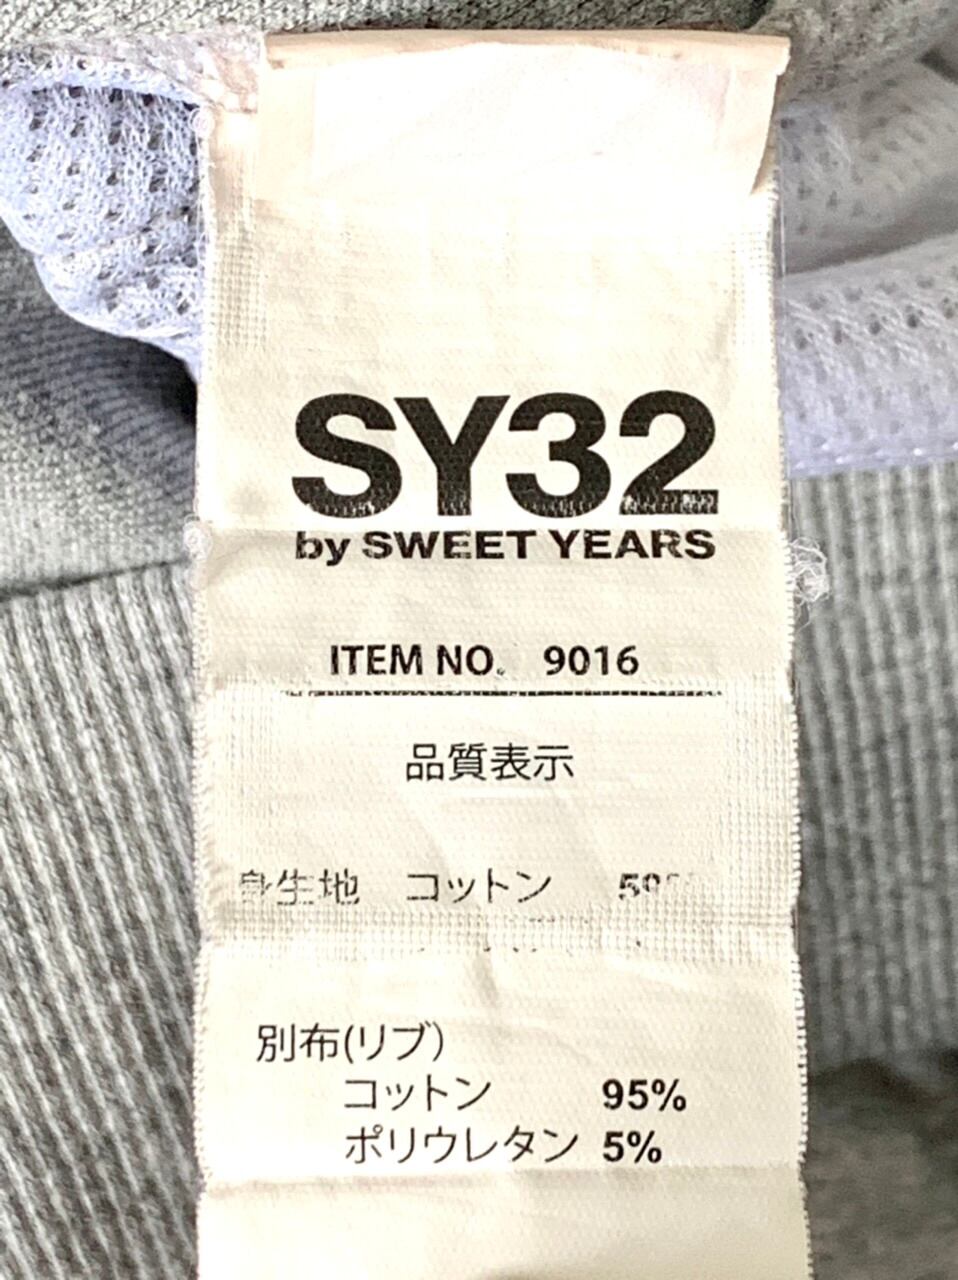 SY32
by SWEET YEARS
ITEM NO. 9016
品質表示
身生地 コットン
別布(リブ)
コットン 95%
ポリウレタン 5%